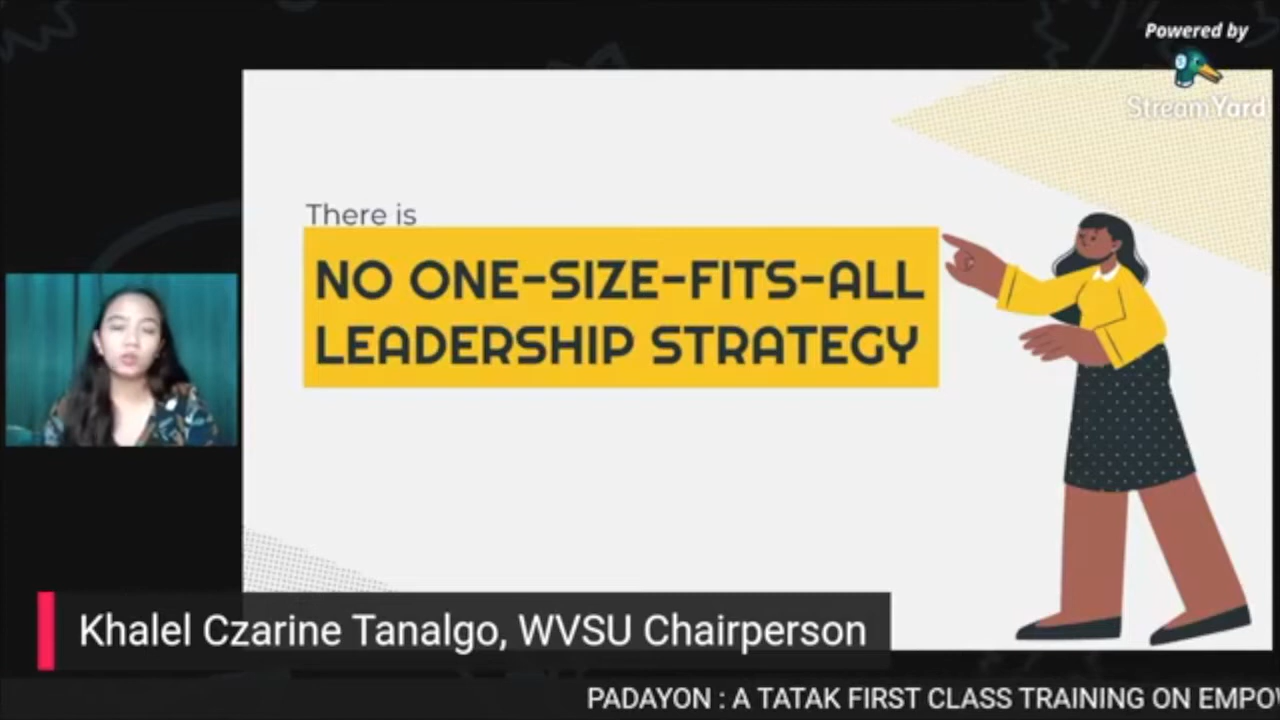 Powered by
StreamYard
There is
NO ONE-SIZE-FITS-ALL
LEADERSHIP STRATEGY
Khalel Czarine Tanalgo, WVSU Chairperson
PADAYON : A TATAK FIRST CLASS TRAINING ON EMPO